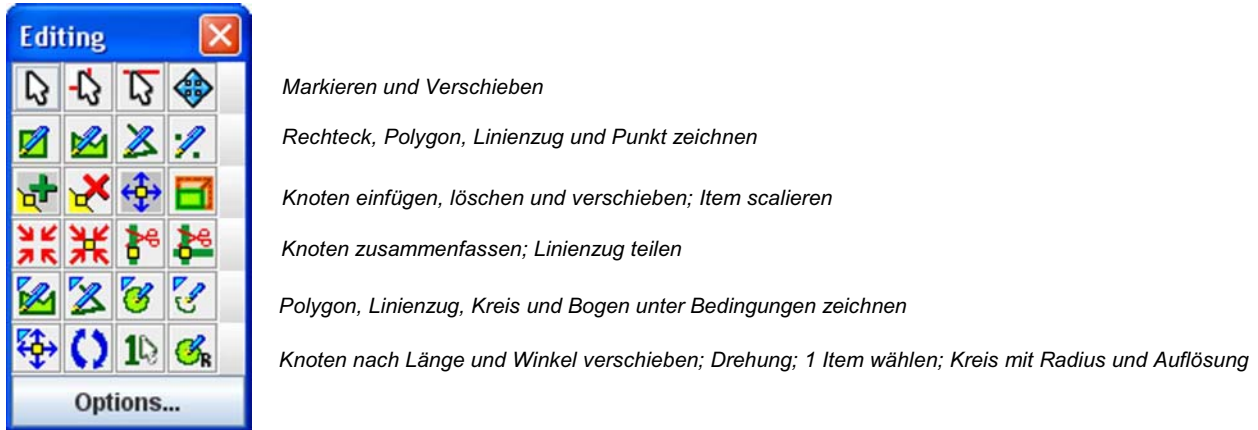 Editing
Markieren und Verschieben
Rechteck, Polygon, Linienzug und Punkt zeichnen
Knoten einfügen, löschen und verschieben; Item scalieren
Knoten zusammenfassen; Linienzug teilen
Polygon, Linienzug, Kreis und Bogen unter Bedingungen zeichnen
1 R
Knoten nach Länge und Winkel verschieben; Drehung; 1 Item wählen; Kreis mit Radius und Auflösung
Options...